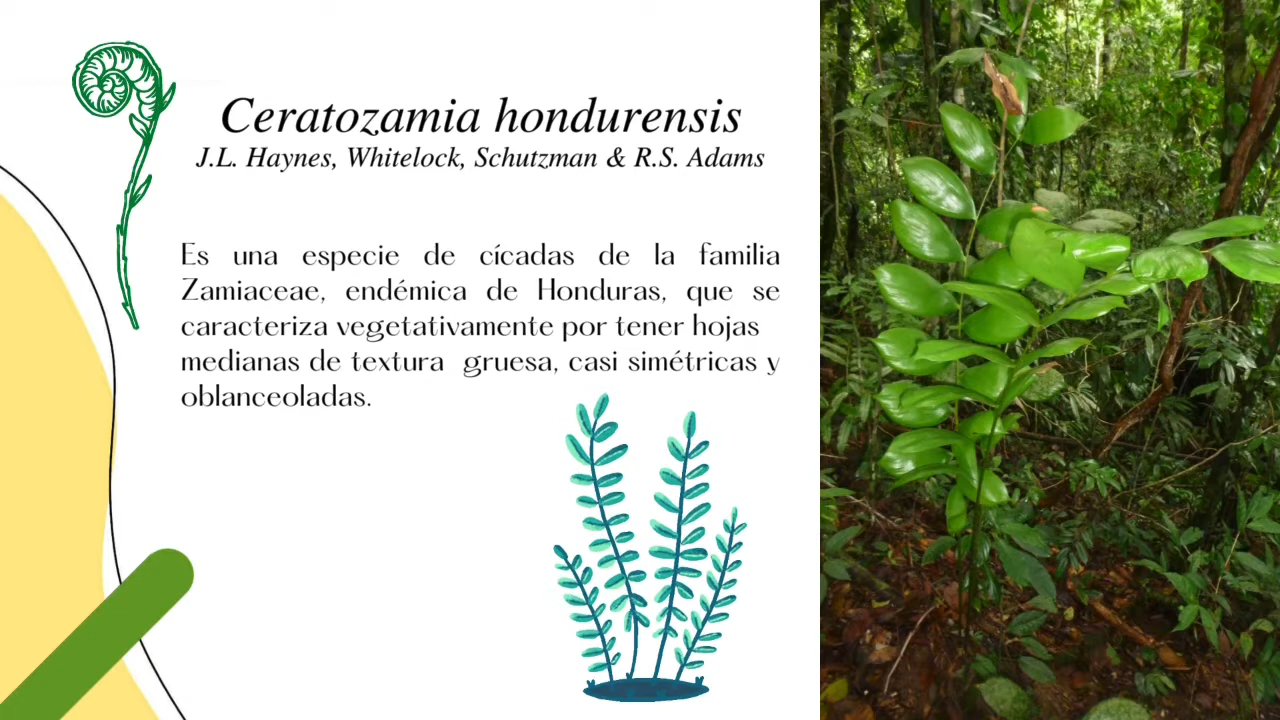 Ceratozamia hondurensis
J.L. Haynes, Whitelock, Schutzman & R.S. Adams
Es una especie de cícadas de la familia
Zamiaceae, endémica de Honduras, que se
caracteriza vegetativamente por tener hojas
medianas de textura gruesa, casi simétricas y
oblanceoladas.